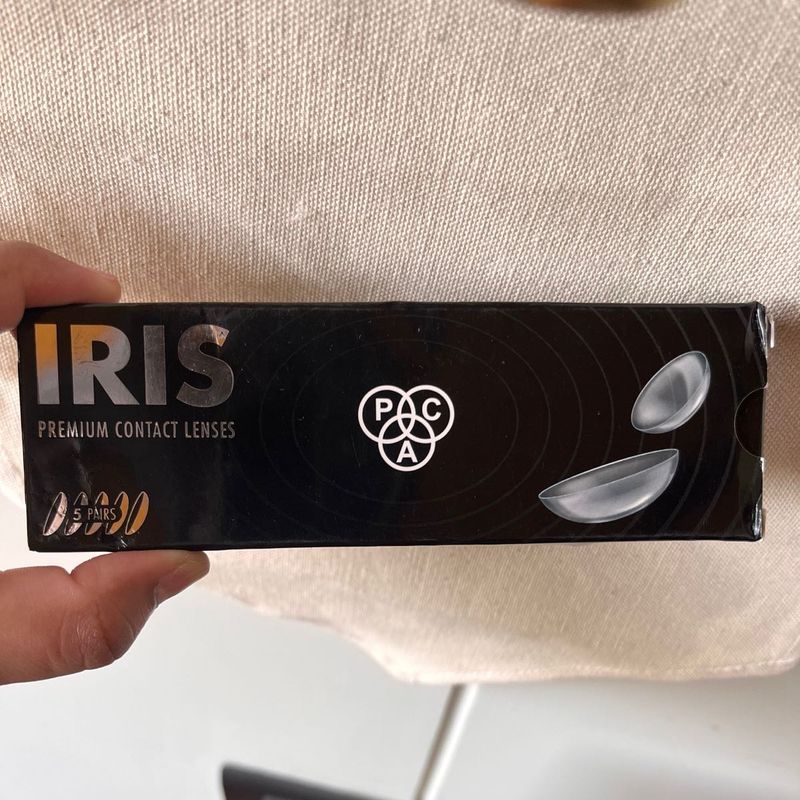 IRIS
PREMIUM CONTACT LENSES
P C
A
5 PAIRS